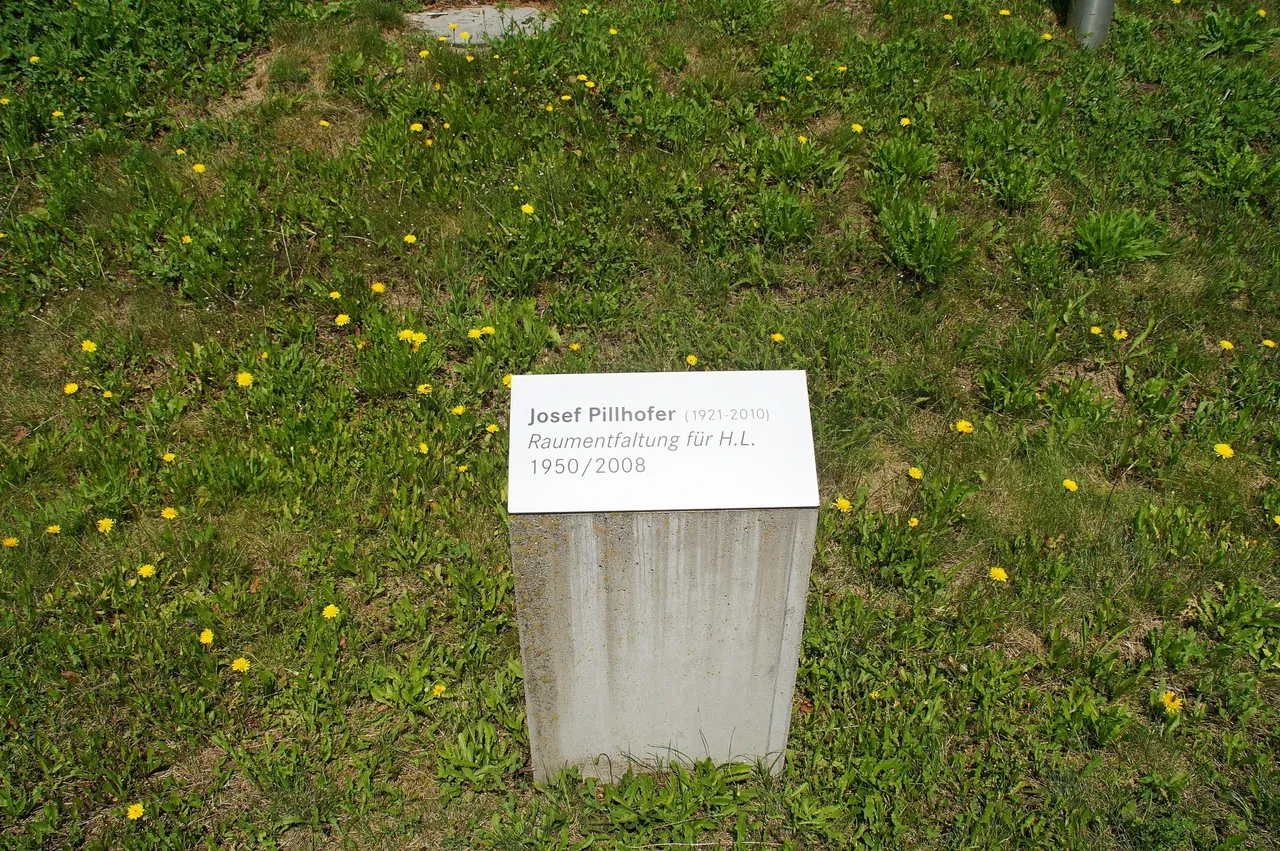 Josef Pillhofer (1921-2010)
Raumentfaltung für H.L.
1950/2008